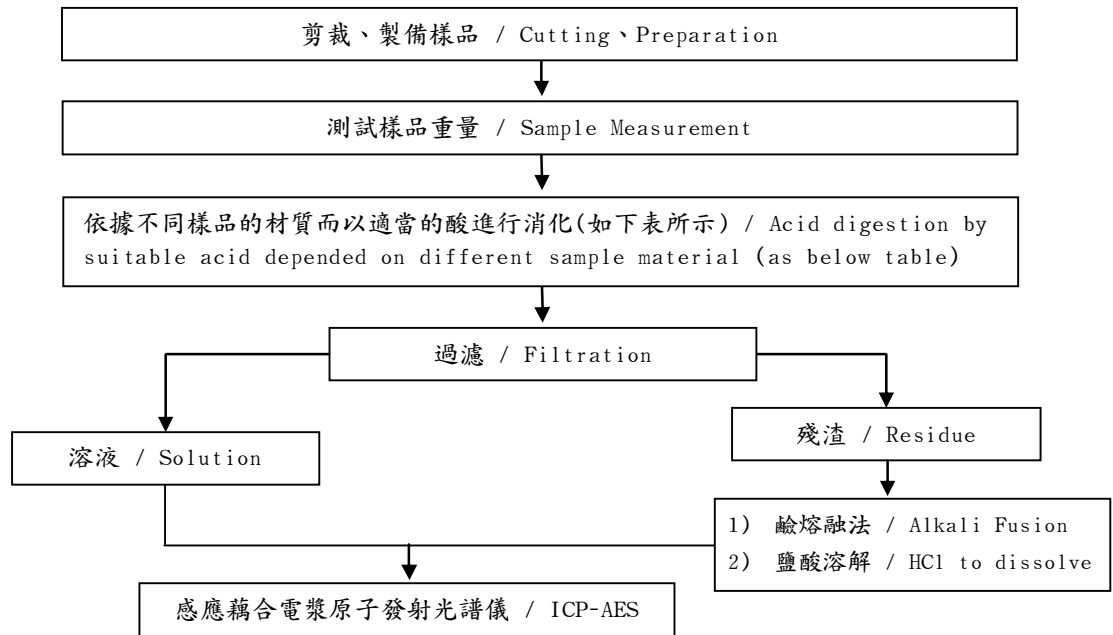 剪裁、製備樣品 / Cutting、Preparation
測試樣品重量 / Sample Measurement
依據不同樣品的材質而以適當的酸進行消化(如下表所示) / Acid digestion by
suitable acid depended on different sample material (as below table)
過濾 / Filtration
溶液 / Solution
殘渣 / Residue
1) 鹼熔融法 / Alkali Fusion
2) 鹽酸溶解 / HCl to dissolve
感應藕合電漿原子發射光譜儀 / ICP-AES